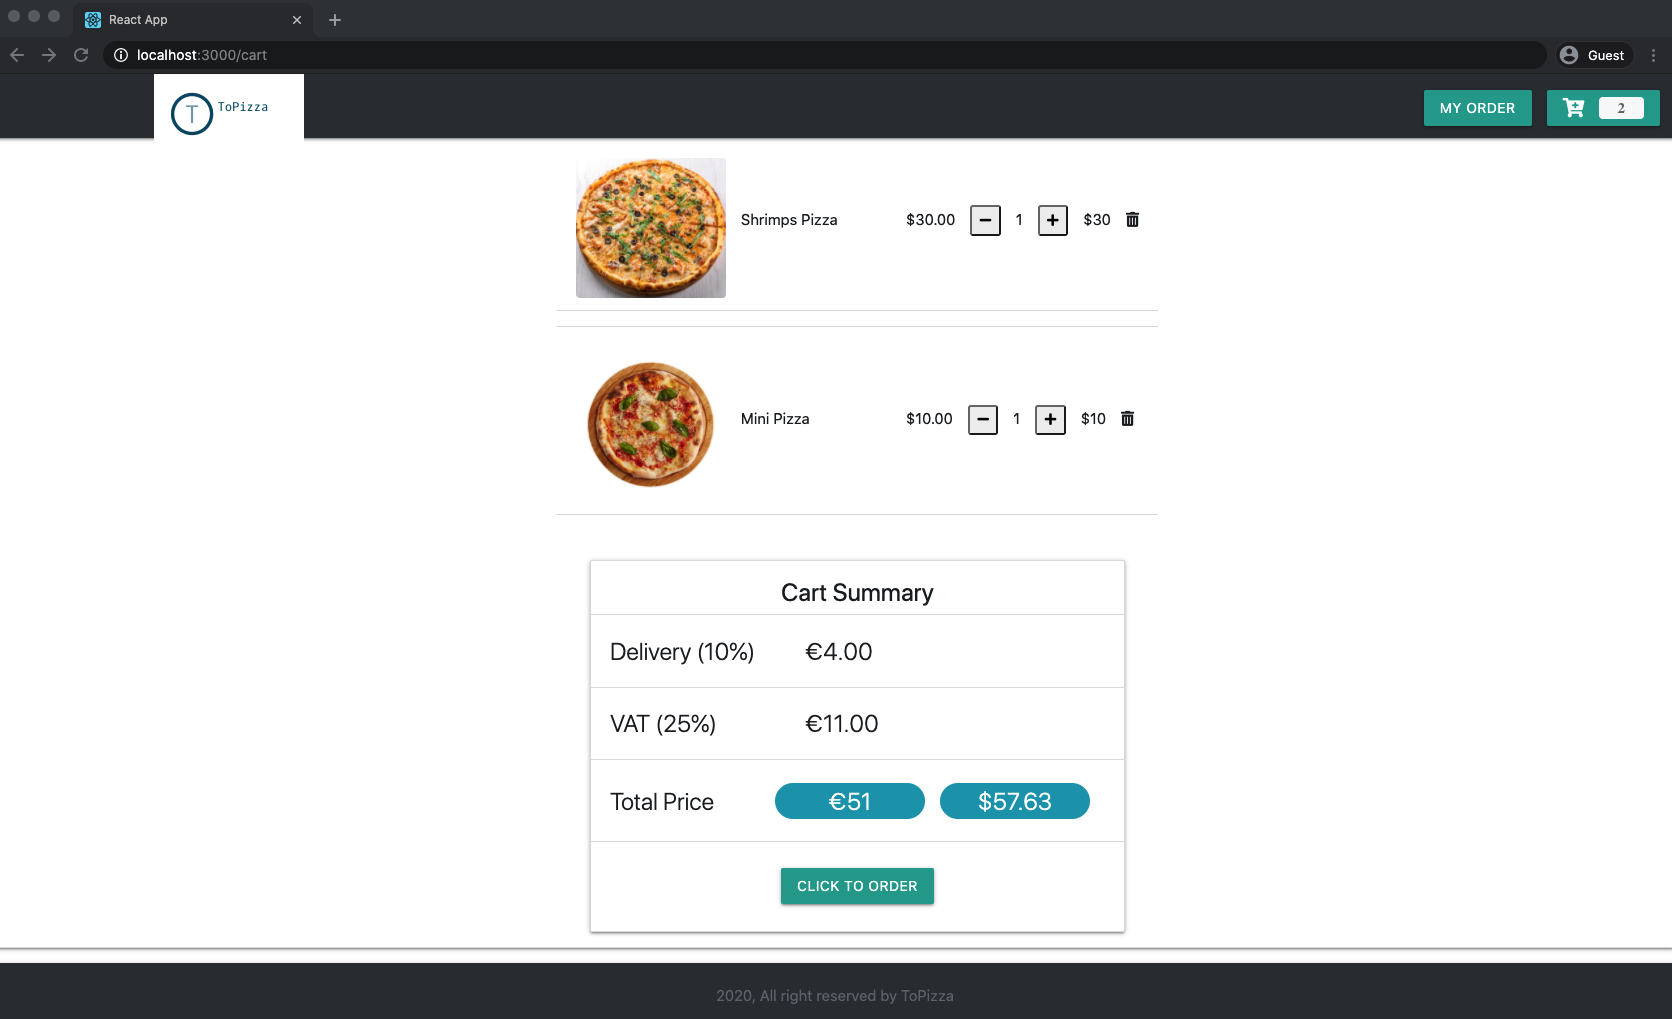 React App
localhost:3000/cart
Guest
T ToPizza
MY ORDER
2
Shrimps Pizza $30.00 1 $30
Mini Pizza $10.00 1 $10
Cart Summary
Delivery (10%) €4.00
VAT (25%) €11.00
Total Price €51 $57.63
CLICK TO ORDER
2020, All right reserved by ToPizza